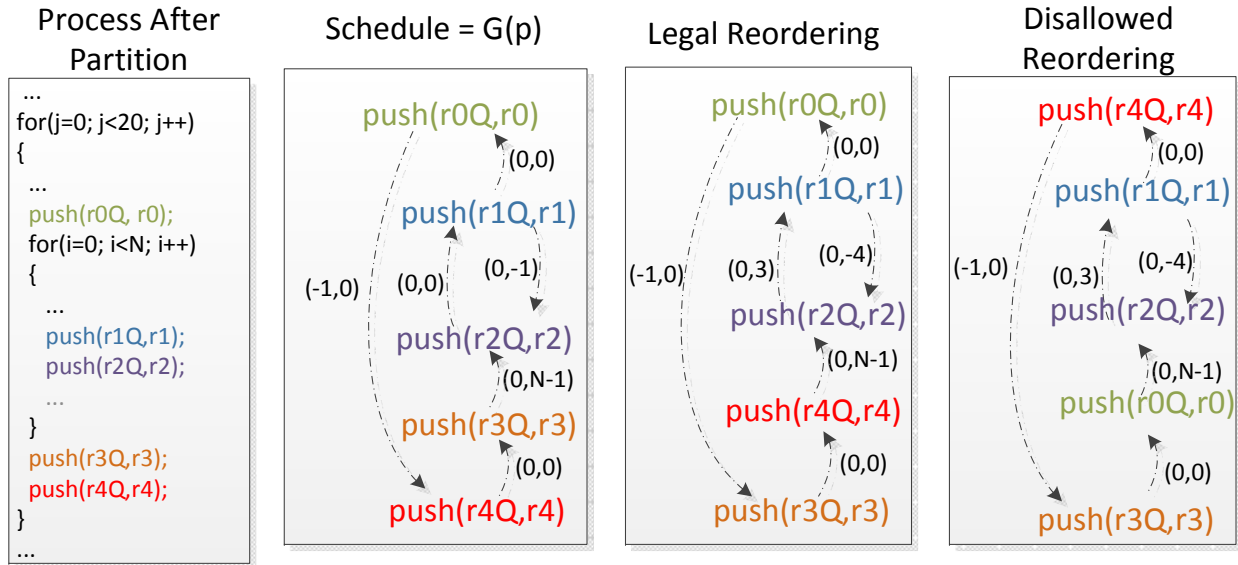 Process After
Partition
...
for(j=0; j<20; j++)
{
...
push(r0Q, r0);
for(i=0; i<N; i++)
{
...
push(r1Q,r1);
push(r2Q,r2);
...
}
push(r3Q,r3);
push(r4Q,r4);
}
...
Schedule = G(p)
push(r0Q,r0)
(0,0)
push(r1Q,r1)
(-1,0)
(0,0)
(0,-1)
push(r2Q,r2)
(0,N-1)
push(r3Q,r3)
(0,0)
push(r4Q,r4)
Legal Reordering
push(r0Q,r0)
(0,0)
push(r1Q,r1)
(-1,0)
(0,3)
(0,-4)
push(r2Q,r2)
(0,N-1)
push(r4Q,r4)
(0,0)
push(r3Q,r3)
Disallowed
Reordering
push(r4Q,r4)
(0,0)
push(r1Q,r1)
(-1,0)
(0,3)
(0,-4)
push(r2Q,r2)
(0,N-1)
push(r0Q,r0)
(0,0)
push(r3Q,r3)